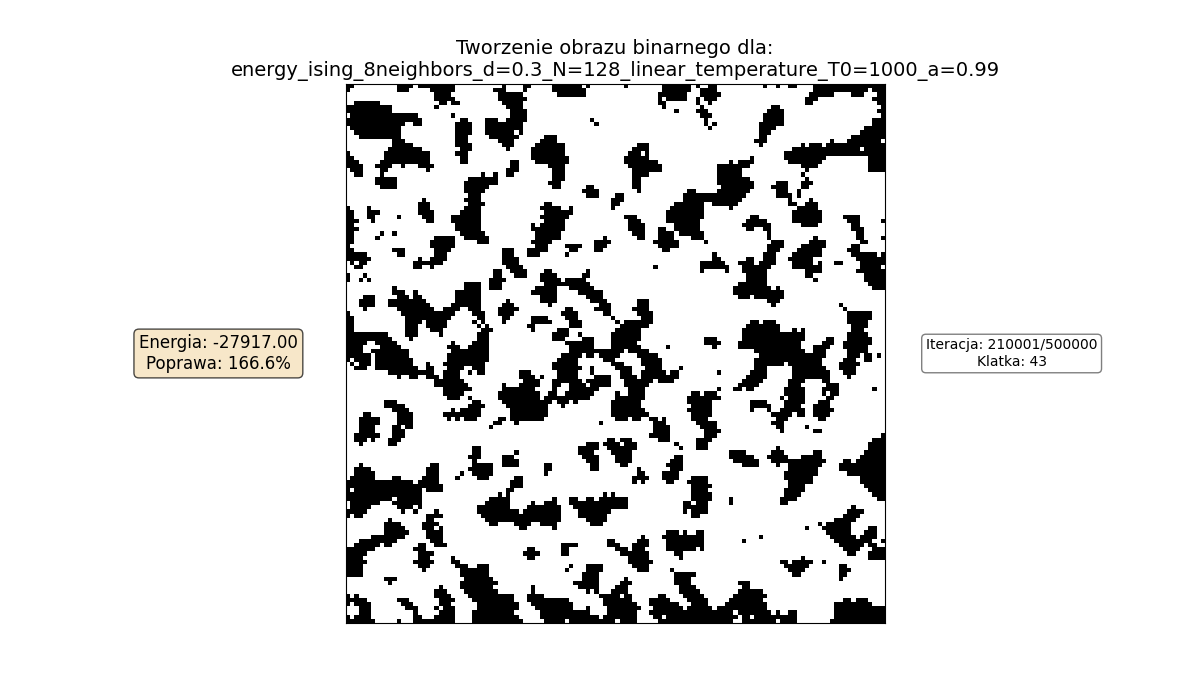 Tworzenie obrazu binarnego dla:
energy_ising_8neighbors_d=0.3_N=128_linear_temperature_T0=1000_a=0.99
Energia: -27917.00
Poprawa: 166.6%
Iteracja: 210001/500000
Klatka: 43